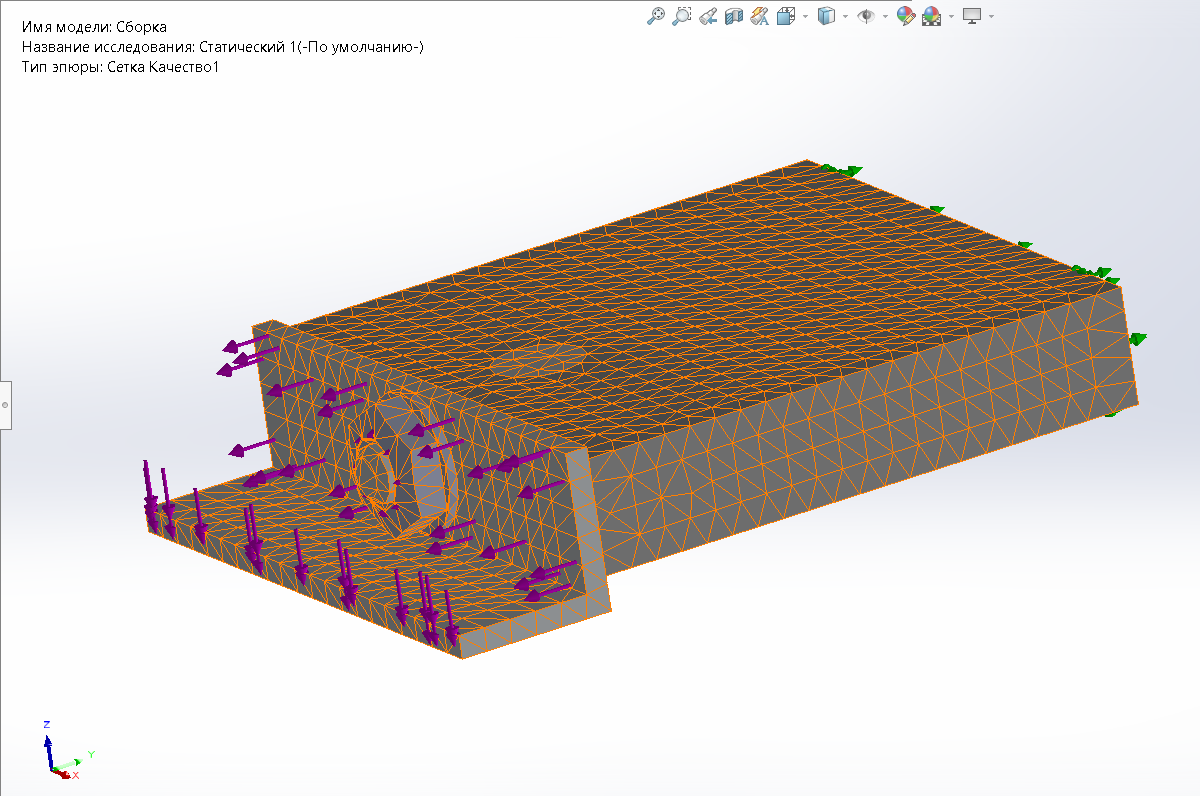 Имя модели: Сборка
Название исследования: Статический 1(-По умолчанию-)
Тип эпюры: Сетка Качество1
Z
Y
X